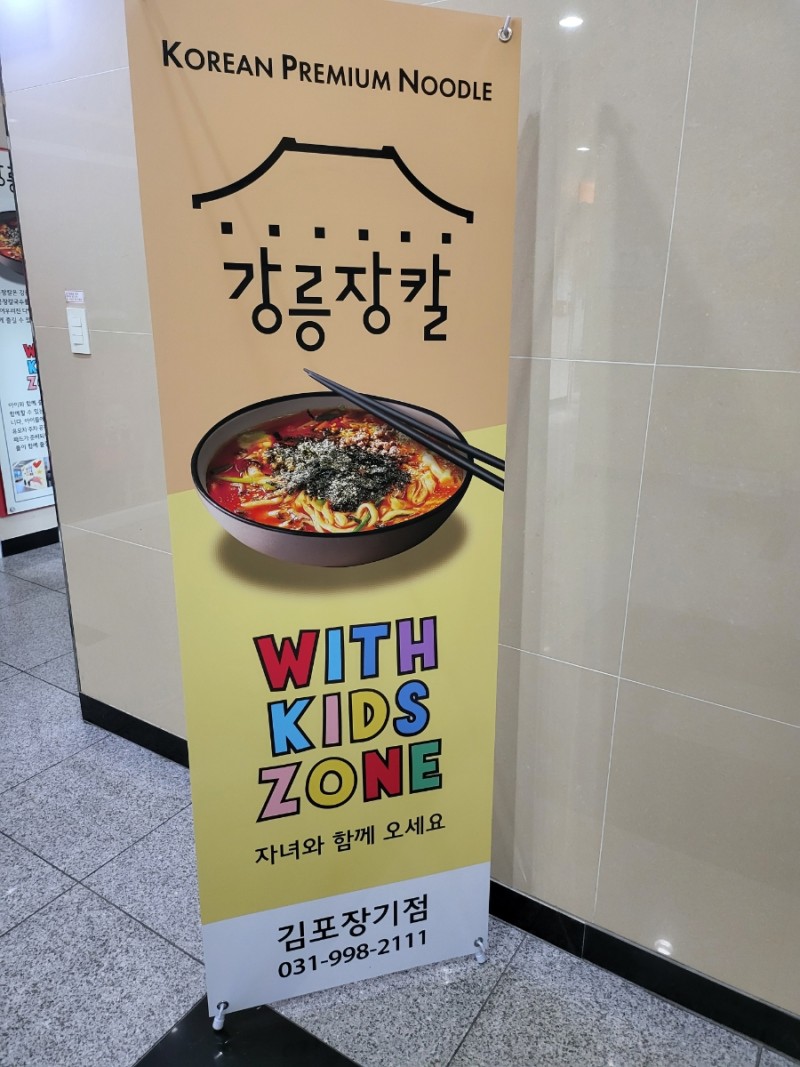 KOREAN PREMIUM NOODLE
강릉장칼
WITH
KIDS
ZONE
자녀와 함께 오세요
김포장기점
031-998-2111